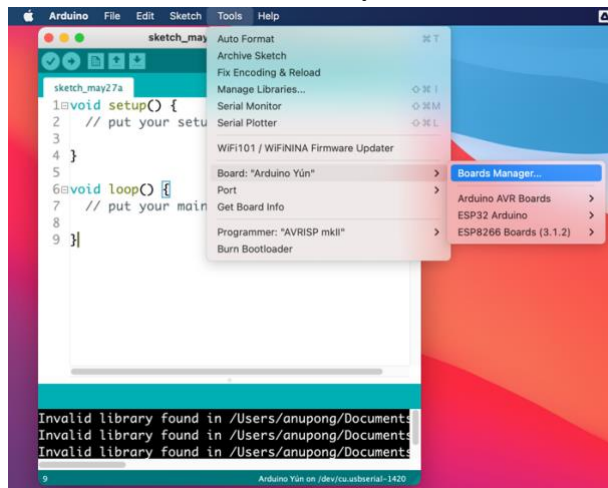 Arduino File Edit Sketch Tools Help
sketch_may
sketch_may27a
1 void setup() {
2 // put your setu
3
4 }
5
6 void loop() {
7 // put your main
8
9 }
Auto Format ⌘T
Archive Sketch
Fix Encoding & Reload
Manage Libraries... ⇧⌘I
Serial Monitor ⇧⌘M
Serial Plotter ⇧⌘L
WiFi101 / WiFiNINA Firmware Updater
Board: "Arduino Yún"
Port
Get Board Info
Programmer: "AVRISP mkII"
Burn Bootloader
Boards Manager...
Arduino AVR Boards
ESP32 Arduino
ESP8266 Boards (3.1.2)
Invalid library found in /Users/anupong/Documents
Invalid library found in /Users/anupong/Documents
Invalid library found in /Users/anupong/Documents
9 Arduino Yún on /dev/cu.usbserial-1420